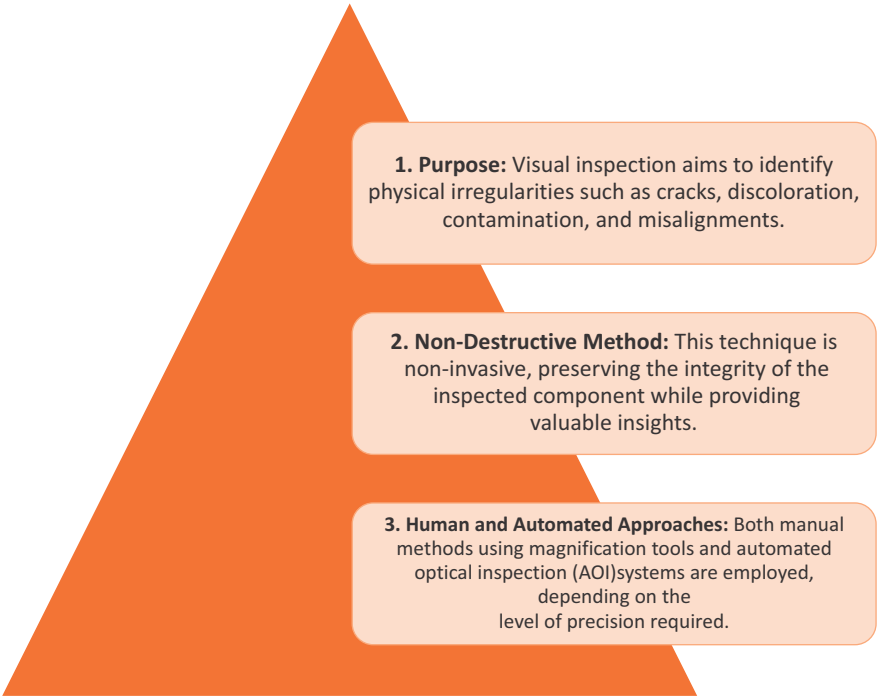 1. Purpose: Visual inspection aims to identify
physical irregularities such as cracks, discoloration,
contamination, and misalignments.
2. Non-Destructive Method: This technique is
non-invasive, preserving the integrity of the
inspected component while providing
valuable insights.
3. Human and Automated Approaches: Both manual
methods using magnification tools and automated
optical inspection (AOI)systems are employed,
depending on the
level of precision required.